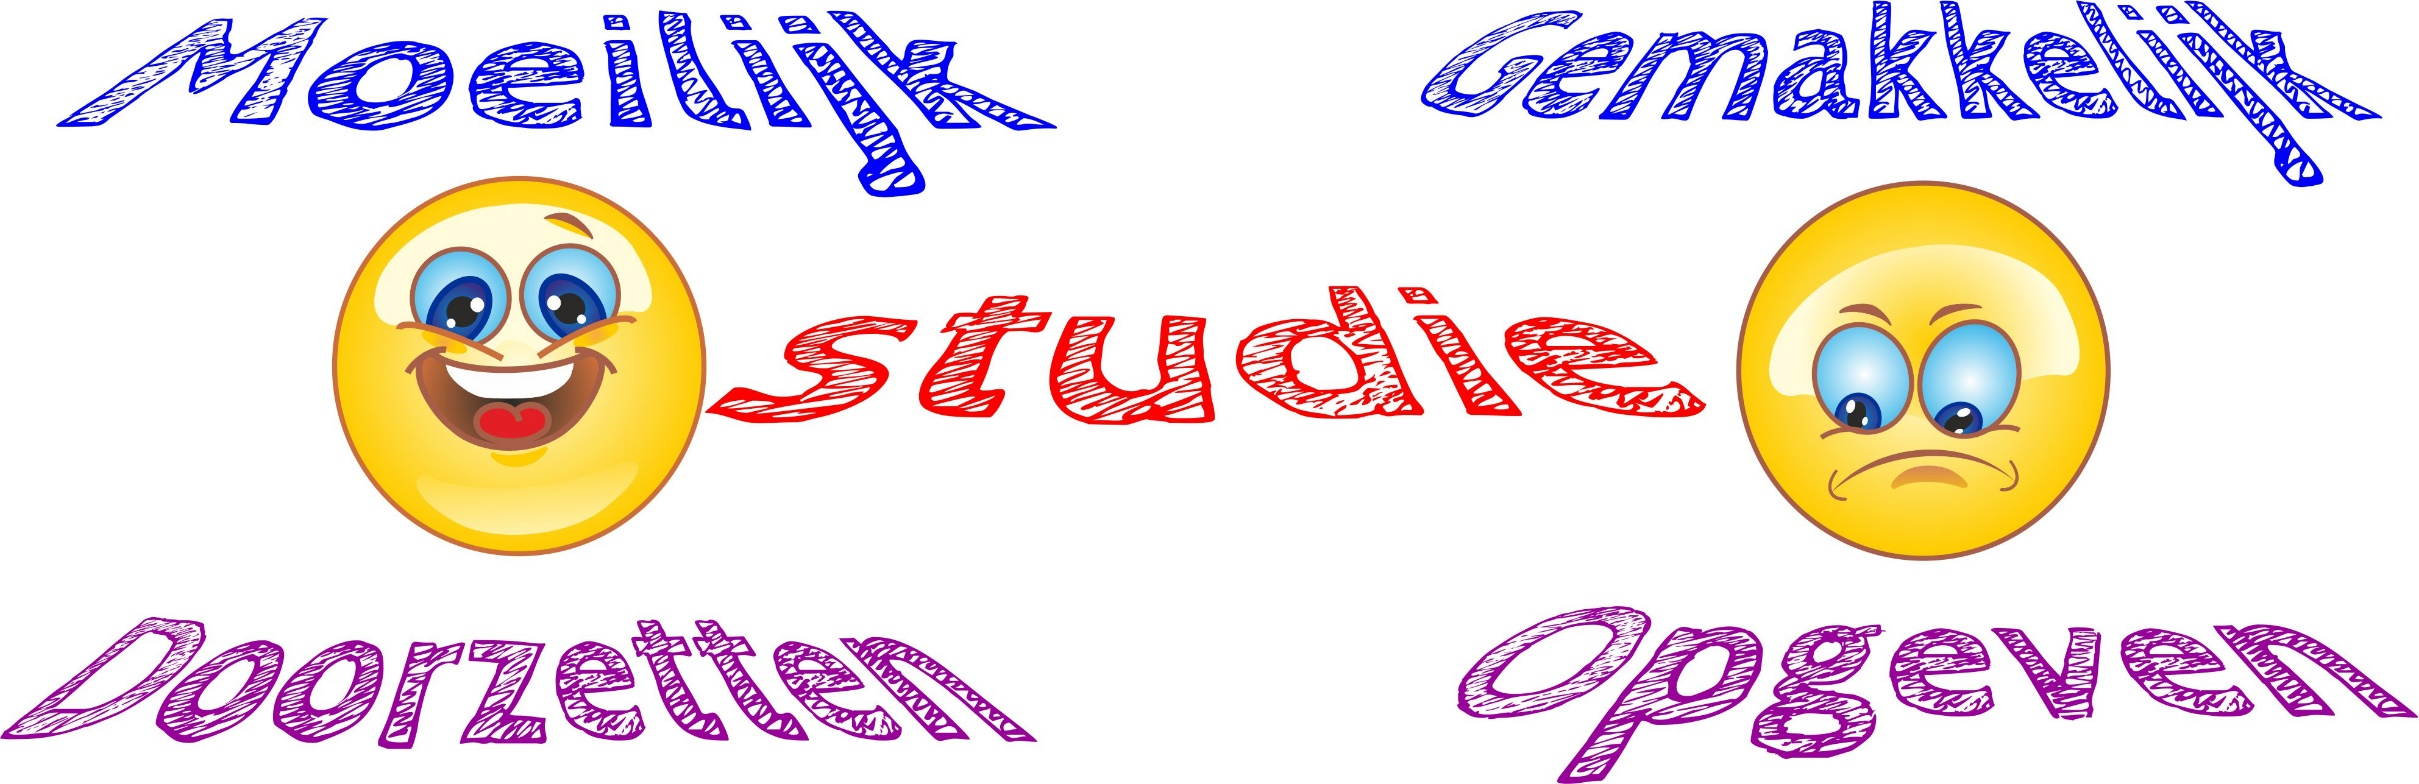 Moeilijk Gemakkelijk
studie
Doorzetten Opgeven